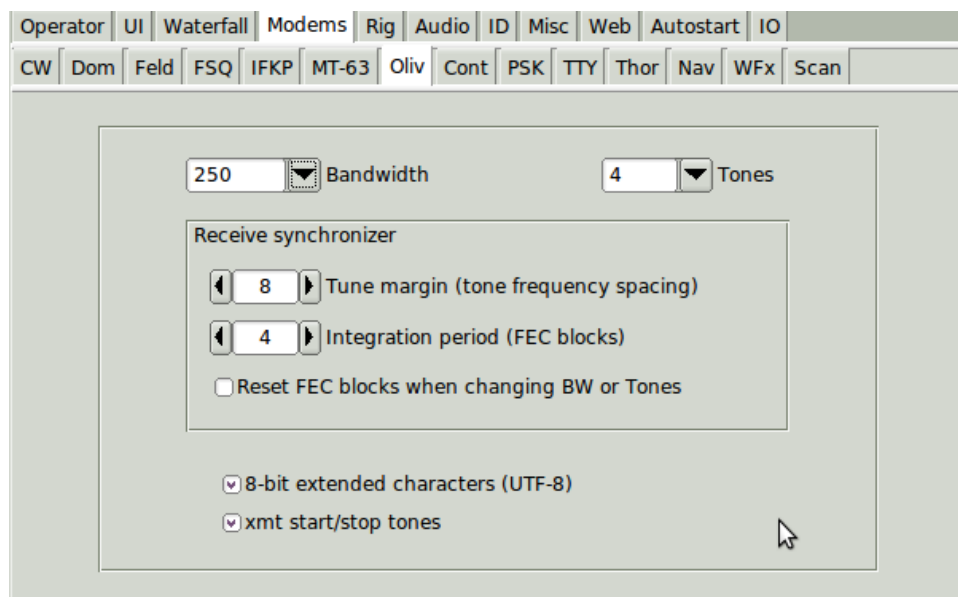 Operator UI Waterfall Modems Rig Audio ID Misc Web Autostart IO
CW Dom Feld FSQ IFKP MT-63 Oliv Cont PSK TTY Thor Nav WFx Scan
250 Bandwidth 4 Tones
Receive synchronizer
8 Tune margin (tone frequency spacing)
4 Integration period (FEC blocks)
Reset FEC blocks when changing BW or Tones
8-bit extended characters (UTF-8)
xmt start/stop tones